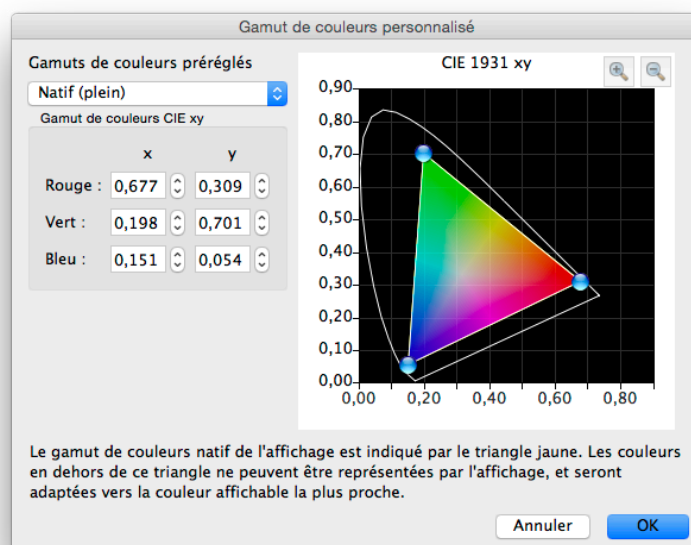 Gamut de couleurs personnalisé
Gamuts de couleurs préréglés
Natif (plein)
Gamut de couleurs CIE xy
x y
Rouge : 0,677 0,309
Vert : 0,198 0,701
Bleu : 0,151 0,054
CIE 1931 xy
0,90
0,80
0,70
0,60
0,50
0,40
0,30
0,20
0,10
0,00
0,00 0,20 0,40 0,60 0,80
Le gamut de couleurs natif de l'affichage est indiqué par le triangle jaune. Les couleurs
en dehors de ce triangle ne peuvent être représentées par l'affichage, et seront
adaptées vers la couleur affichable la plus proche.
Annuler OK